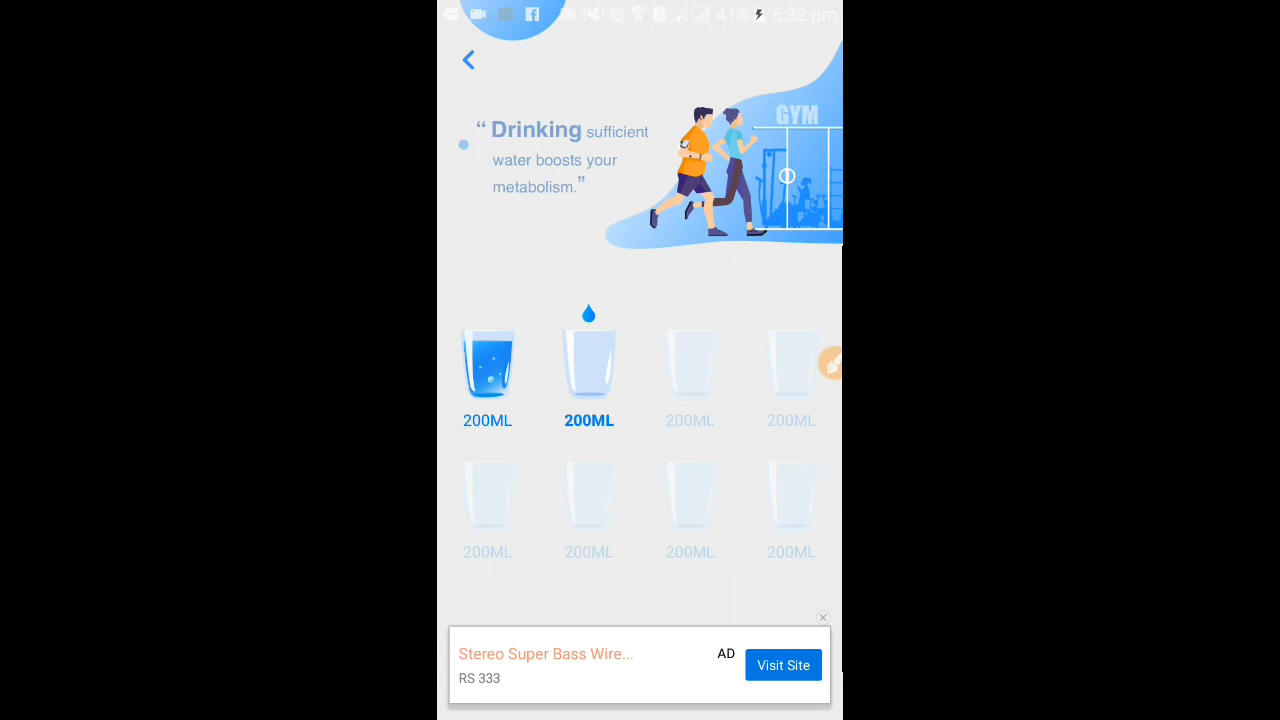 41% 6:32 pm
GYM
“ Drinking sufficient
water boosts your
metabolism.”
200ML 200ML 200ML 200ML
200ML 200ML 200ML 200ML
Stereo Super Bass Wire... AD
RS 333
Visit Site